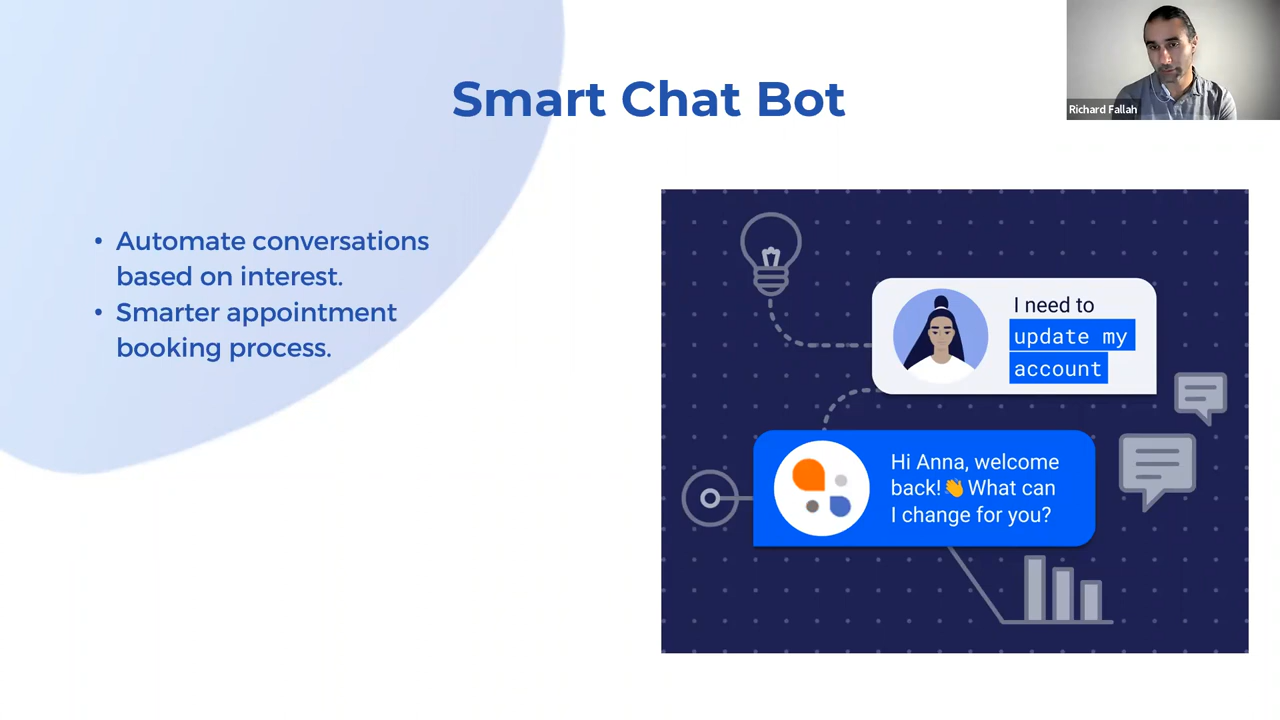 Smart Chat Bot
Richard Fallah
• Automate conversations
based on interest.
• Smarter appointment
booking process.
I need to
update my
account
Hi Anna, welcome
back!👋 What can
I change for you?